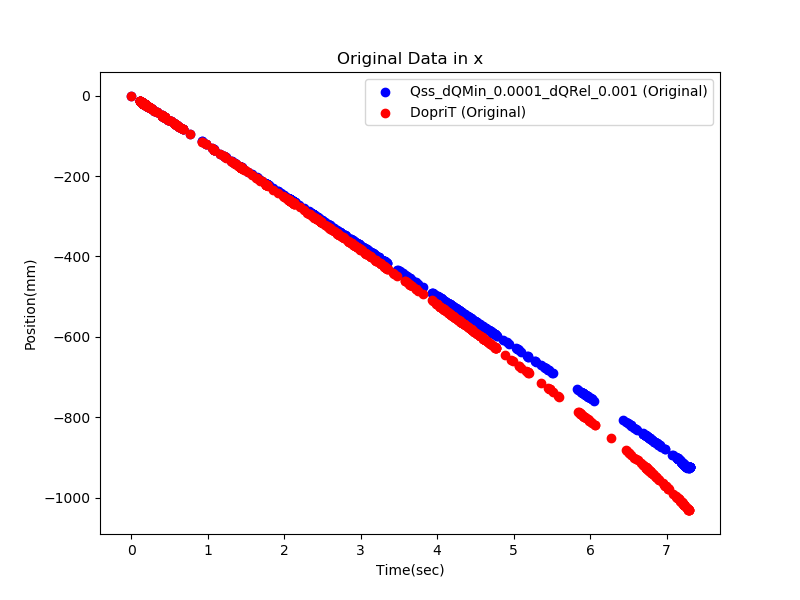 Original Data in x
Qss_dQMin_0.0001_dQRel_0.001 (Original)
DopriT (Original)
0
−200
−400
−600
−800
−1000
Position(mm)
0 1 2 3 4 5 6 7
Time(sec)